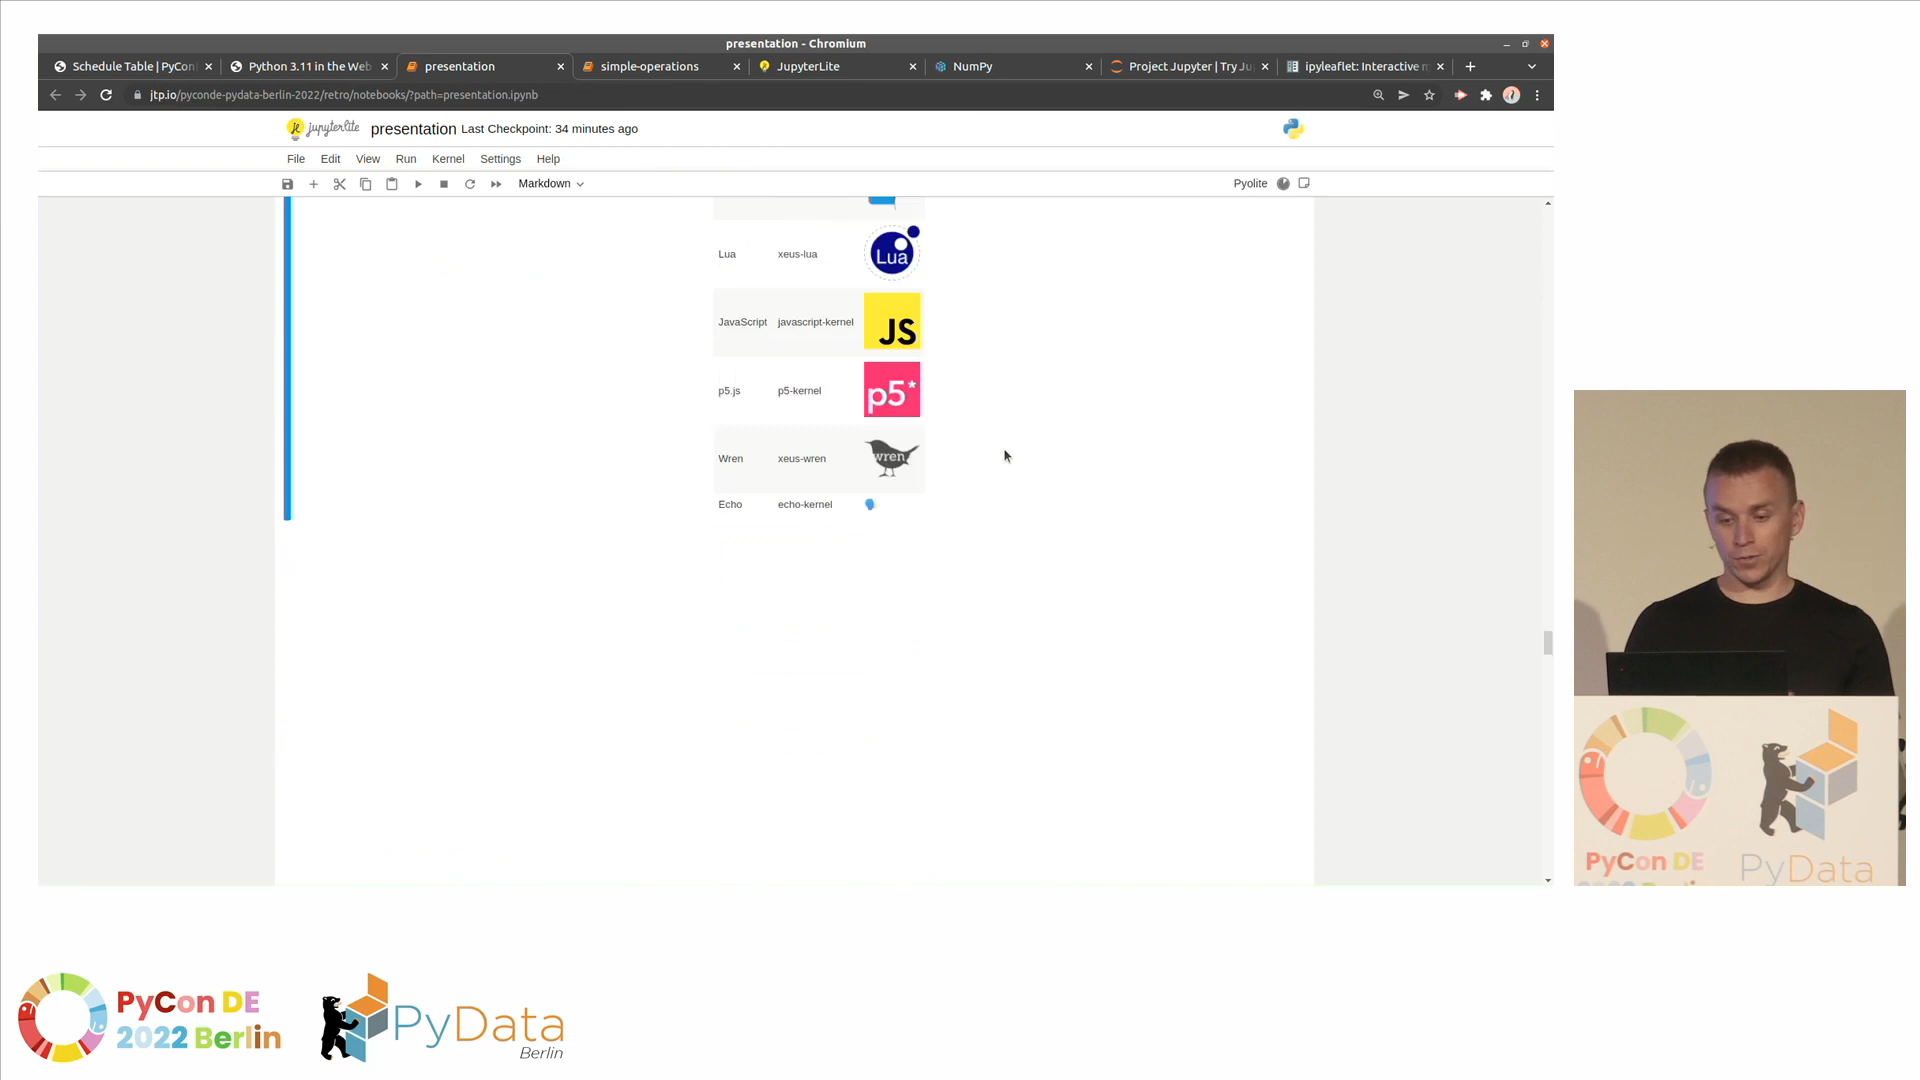 presentation - Chromium
Schedule Table | PyCon
Python 3.11 in the Web
presentation
simple-operations
JupyterLite
NumPy
Project Jupyter | Try Ju
ipyleaflet: Interactive m
jtp.io/pyconde-pydata-berlin-2022/retro/notebooks/?path=presentation.ipynb
jupyterlite
presentation Last Checkpoint: 34 minutes ago
File Edit View Run Kernel Settings Help
Markdown
Pyolite
Lua xeus-lua Lua
JavaScript javascript-kernel JS
p5.js p5-kernel p5*
Wren xeus-wren wren
Echo echo-kernel
PyCon DE
PyData
PyCon DE
2022 Berlin
PyData
Berlin